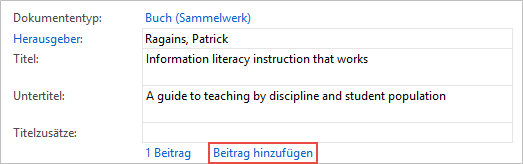 Dokumententyp: Buch (Sammelwerk)
Herausgeber: Ragains, Patrick
Titel: Information literacy instruction that works
Untertitel: A guide to teaching by discipline and student population
Titelzusätze:
1 Beitrag Beitrag hinzufügen